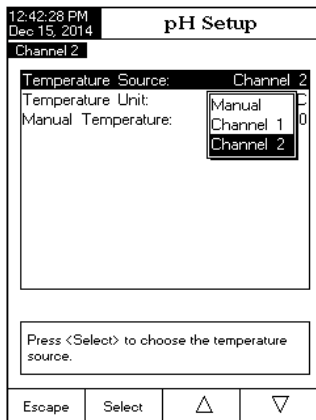 12:42:28 PM
Dec 15, 2014
pH Setup
Channel 2
Temperature Source: Channel 2
Temperature Unit: C
Manual Temperature: 0
Manual
Channel 1
Channel 2
Press <Select> to choose the temperature
source.
Escape Select △ ▽